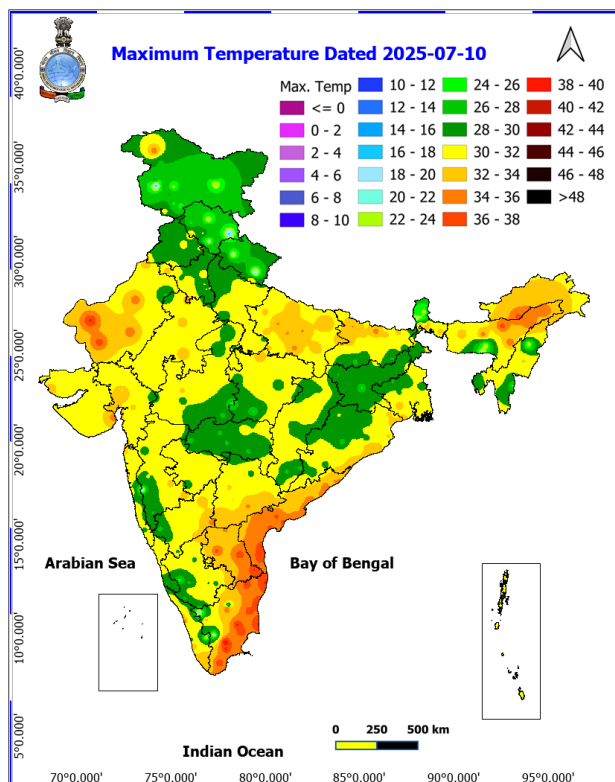 Maximum Temperature Dated 2025-07-10
Max. Temp
<= 0
0 - 2
2 - 4
4 - 6
6 - 8
8 - 10
10 - 12
12 - 14
14 - 16
16 - 18
18 - 20
20 - 22
22 - 24
24 - 26
26 - 28
28 - 30
30 - 32
32 - 34
34 - 36
36 - 38
38 - 40
40 - 42
42 - 44
44 - 46
46 - 48
>48
40°0.000'
35°0.000'
30°0.000'
25°0.000'
20°0.000'
15°0.000'
10°0.000'
5°0.000'
Arabian Sea
Bay of Bengal
Indian Ocean
0 250 500 km
70°0.000' 75°0.000' 80°0.000' 85°0.000' 90°0.000' 95°0.000'